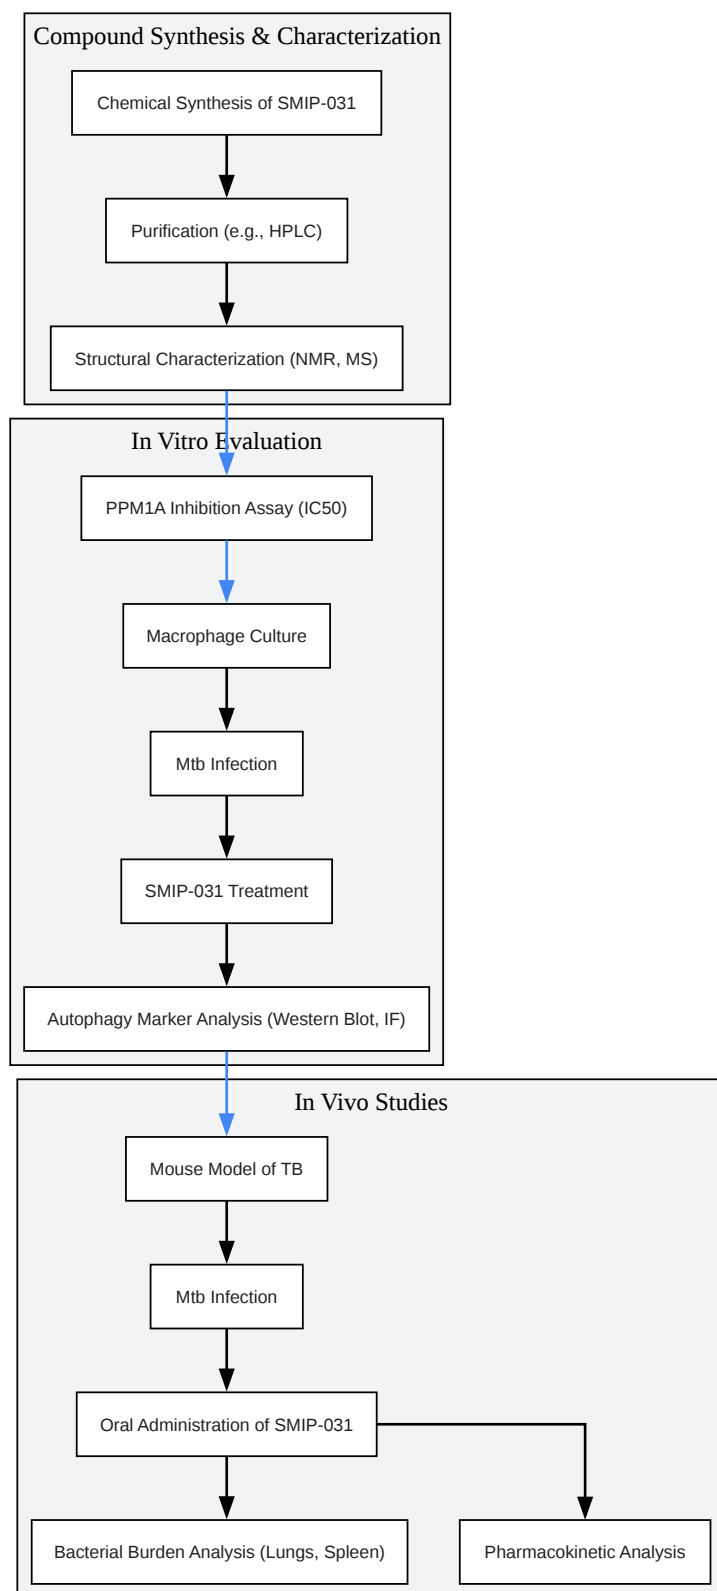 Compound Synthesis & Characterization
Chemical Synthesis of SMIP-031
Purification (e.g., HPLC)
Structural Characterization (NMR, MS)
In Vitro Evaluation
PPM1A Inhibition Assay (IC50)
Macrophage Culture
Mtb Infection
SMIP-031 Treatment
Autophagy Marker Analysis (Western Blot, IF)
In Vivo Studies
Mouse Model of TB
Mtb Infection
Oral Administration of SMIP-031
Bacterial Burden Analysis (Lungs, Spleen)
Pharmacokinetic Analysis